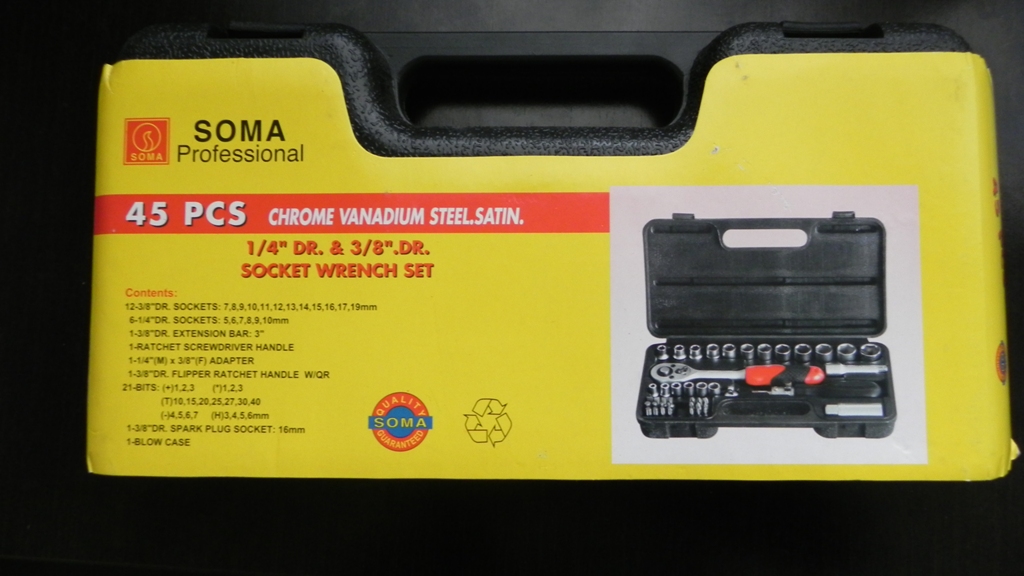 SOMA
SOMA
Professional
45 PCS CHROME VANADIUM STEEL.SATIN.
1/4" DR. & 3/8".DR.
SOCKET WRENCH SET
Contents:
12-3/8"DR. SOCKETS: 7,8,9,10,11,12,13,14,15,16,17,19mm
6-1/4"DR. SOCKETS: 5,6,7,8,9,10mm
1-3/8"DR. EXTENSION BAR: 3"
1-RATCHET SCREWDRIVER HANDLE
1-1/4"(M) x 3/8"(F) ADAPTER
1-3/8"DR. FLIPPER RATCHET HANDLE W/QR
21-BITS: (+)1,2,3 (*)1,2,3
(T)10,15,20,25,27,30,40
(-)4,5,6,7 (H)3,4,5,6mm
1-3/8"DR. SPARK PLUG SOCKET: 16mm
1-BLOW CASE
QUALITY
SOMA
GUARANTEED